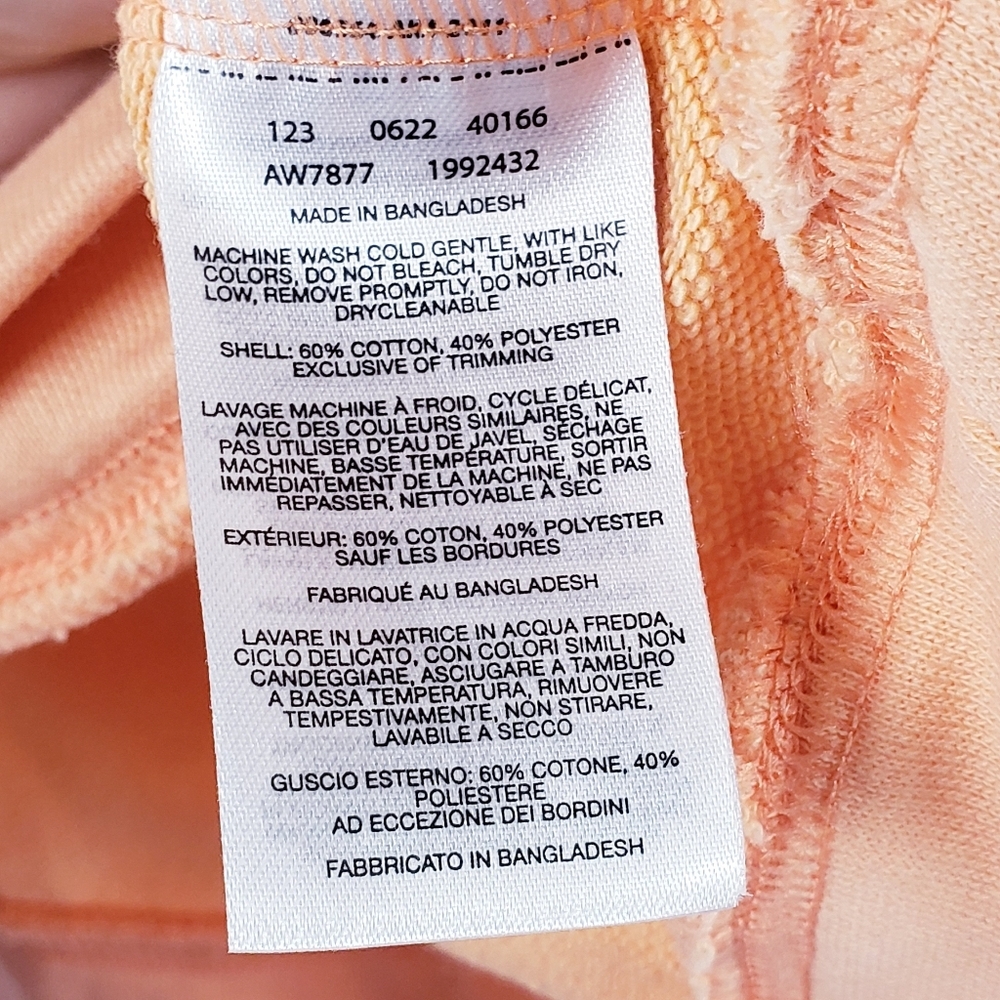 123 0622 40166
AW7877 1992432
MADE IN BANGLADESH
MACHINE WASH COLD GENTLE, WITH LIKE
COLORS, DO NOT BLEACH, TUMBLE DRY
LOW, REMOVE PROMPTLY, DO NOT IRON,
DRYCLEANABLE
SHELL: 60% COTTON, 40% POLYESTER
EXCLUSIVE OF TRIMMING
LAVAGE MACHINE À FROID, CYCLE DÉLICAT,
AVEC DES COULEURS SIMILAIRES, NE
PAS UTILISER D'EAU DE JAVEL, SÉCHAGE
MACHINE, BASSE TEMPÉRATURE, SORTIR
IMMÉDIATEMENT DE LA MACHINE, NE PAS
REPASSER, NETTOYABLE À SEC
EXTÉRIEUR: 60% COTON, 40% POLYESTER
SAUF LES BORDURES
FABRIQUÉ AU BANGLADESH
LAVARE IN LAVATRICE IN ACQUA FREDDA,
CICLO DELICATO, CON COLORI SIMILI, NON
CANDEGGIARE, ASCIUGARE A TAMBURO
A BASSA TEMPERATURA, RIMUOVERE
TEMPESTIVAMENTE, NON STIRARE,
LAVABILE A SECCO
GUSCIO ESTERNO: 60% COTONE, 40%
POLIESTERE
AD ECCEZIONE DEI BORDINI
FABBRICATO IN BANGLADESH